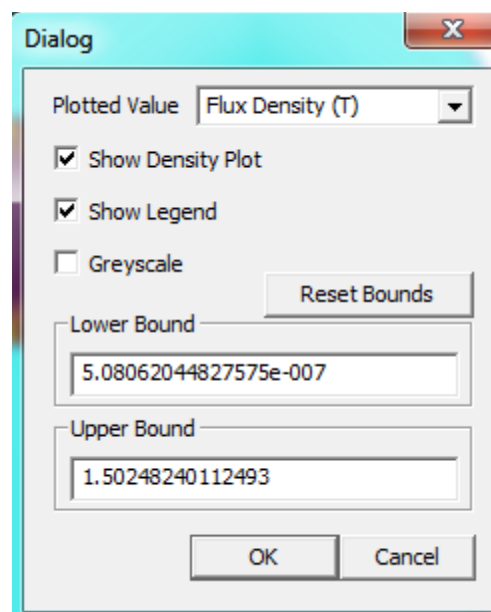 Dialog
Plotted Value Flux Density (T)
Show Density Plot
Show Legend
Greyscale
Reset Bounds
Lower Bound
5.08062044827575e-007
Upper Bound
1.50248240112493
OK Cancel